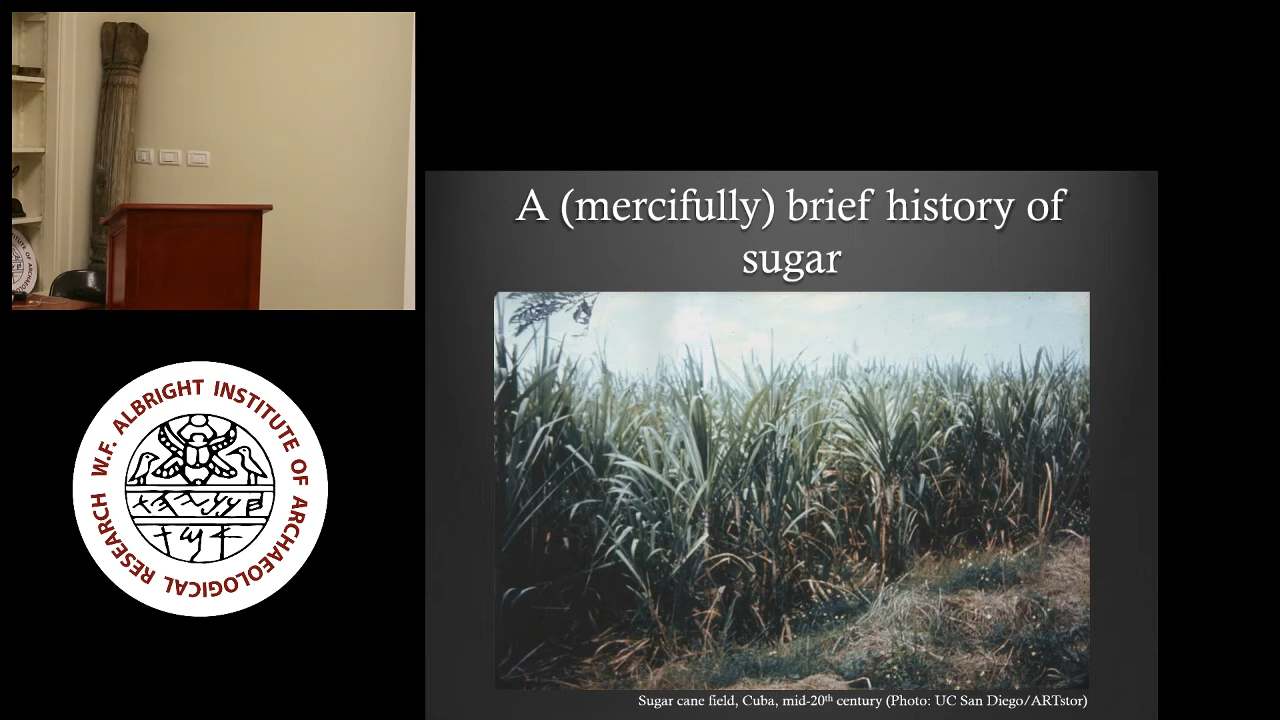 A (mercifully) brief history of
sugar
W.F. ALBRIGHT INSTITUTE OF ARCHAEOLOGICAL RESEARCH
Sugar cane field, Cuba, mid-20th century (Photo: UC San Diego/ARTstor)